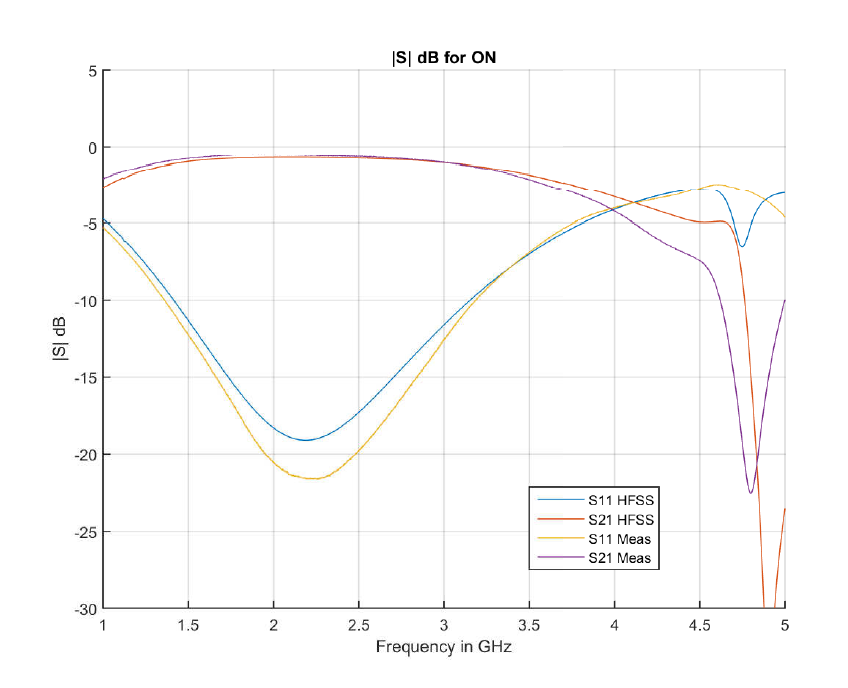 |S| dB for ON
5
0
-5
-10
-15
-20
-25
-30
|S| dB
S11 HFSS
S21 HFSS
S11 Meas
S21 Meas
1 1.5 2 2.5 3 3.5 4 4.5 5
Frequency in GHz